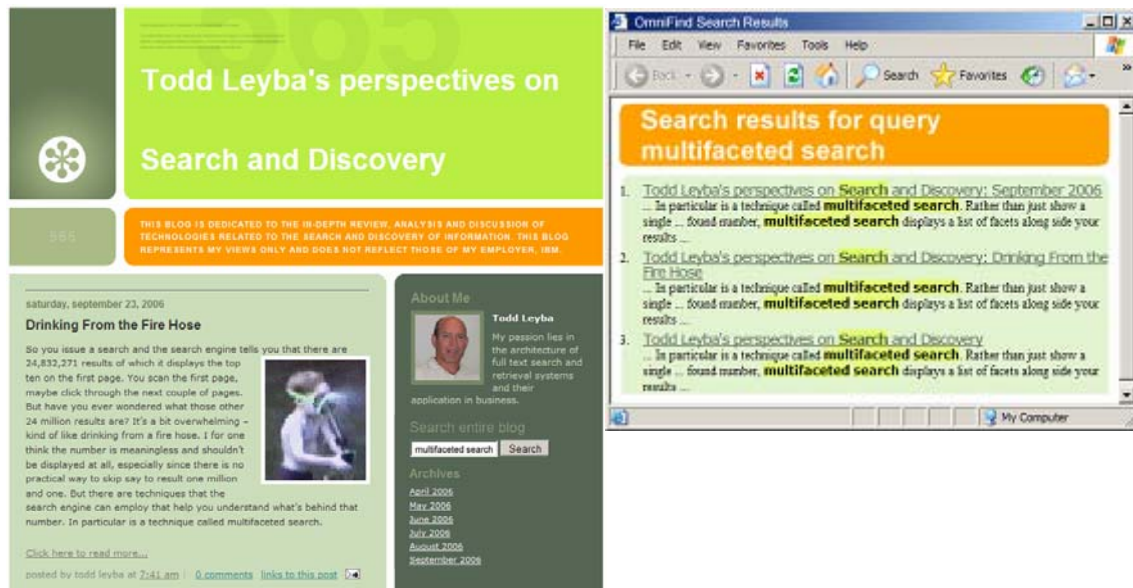 Todd Leyba's perspectives on
Search and Discovery
565
THIS BLOG IS DEDICATED TO THE IN-DEPTH REVIEW, ANALYSIS AND DISCUSSION OF
TECHNOLOGIES RELATED TO THE SEARCH AND DISCOVERY OF INFORMATION. THIS BLOG
REPRESENTS MY VIEWS ONLY AND DOES NOT REFLECT THOSE OF MY EMPLOYER, IBM.
saturday, september 23, 2006
Drinking From the Fire Hose
So you issue a search and the search engine tells you that there are
24,832,271 results of which it displays the top
ten on the first page. You scan the first page,
maybe click through the next couple of pages.
But have you ever wondered what those other
24 million results are? It's a bit overwhelming –
kind of like drinking from a fire hose. I for one
think the number is meaningless and shouldn't
be displayed at all, especially since there is no
practical way to skip say to result one million
and one. But there are techniques that the
search engine can employ that help you understand what's behind that
number. In particular is a technique called multifaceted search.
Click here to read more...
posted by todd leyba at 7:41 am | 0 comments links to this post
About Me
Todd Leyba
My passion lies in
the architecture of
full text search and
retrieval systems
and their
application in business.
Search entire blog
multifaceted search Search
Archives
April 2006
May 2006
June 2006
July 2006
August 2006
September 2006
OmniFind Search Results
File Edit View Favorites Tools Help
Back Search Favorites
Search results for query
multifaceted search
1. Todd Leyba's perspectives on Search and Discovery: September 2006
... In particular is a technique called multifaceted search. Rather than just show a
single ... found number, multifaceted search displays a list of facets along side your
results ...
2. Todd Leyba's perspectives on Search and Discovery: Drinking From the
Fire Hose
... In particular is a technique called multifaceted search. Rather than just show a
single ... found number, multifaceted search displays a list of facets along side your
results ...
3. Todd Leyba's perspectives on Search and Discovery
... In particular is a technique called multifaceted search. Rather than just show a
single ... found number, multifaceted search displays a list of facets along side your
results ...
My Computer